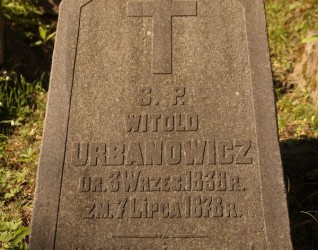 Ś. P.
WITOLD
URBANOWICZ
UR. 3 WRZEŚ. 1838 R.
ZM. 7 LIPCA 1878 R.